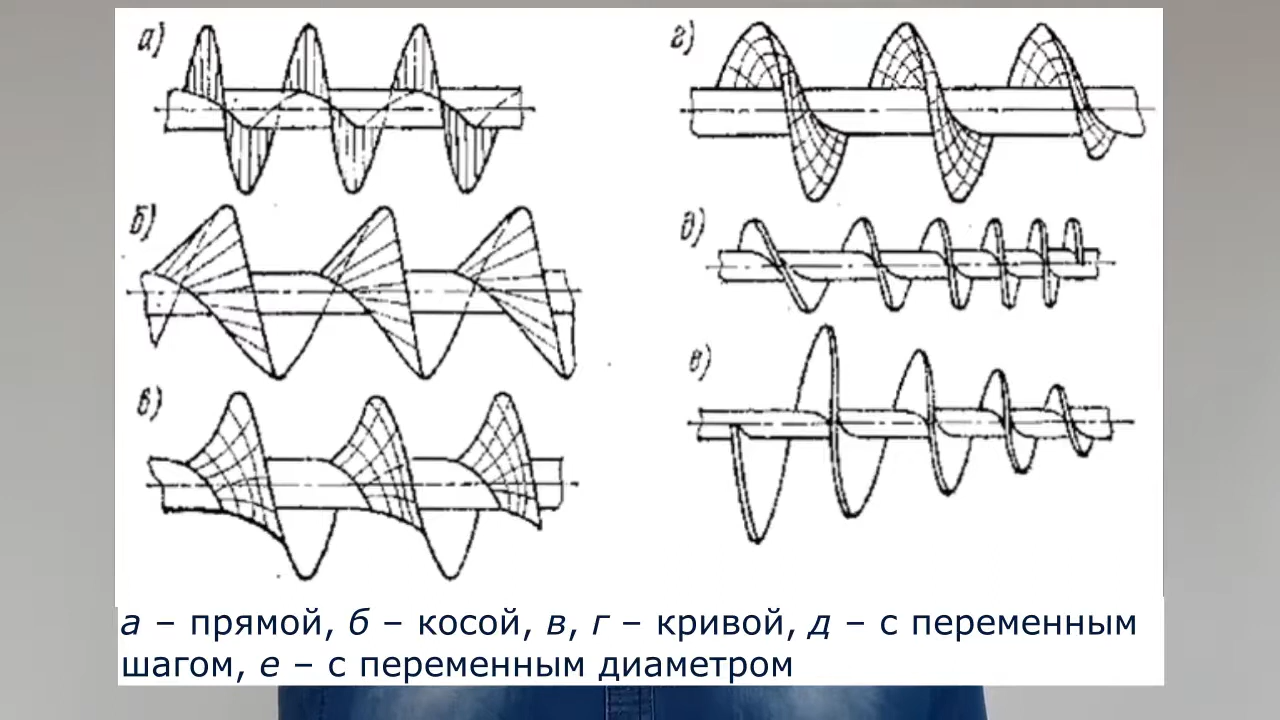 а)
г)
б)
д)
е)
в)
а – прямой, б – косой, в, г – кривой, д – с переменным
шагом, е – с переменным диаметром